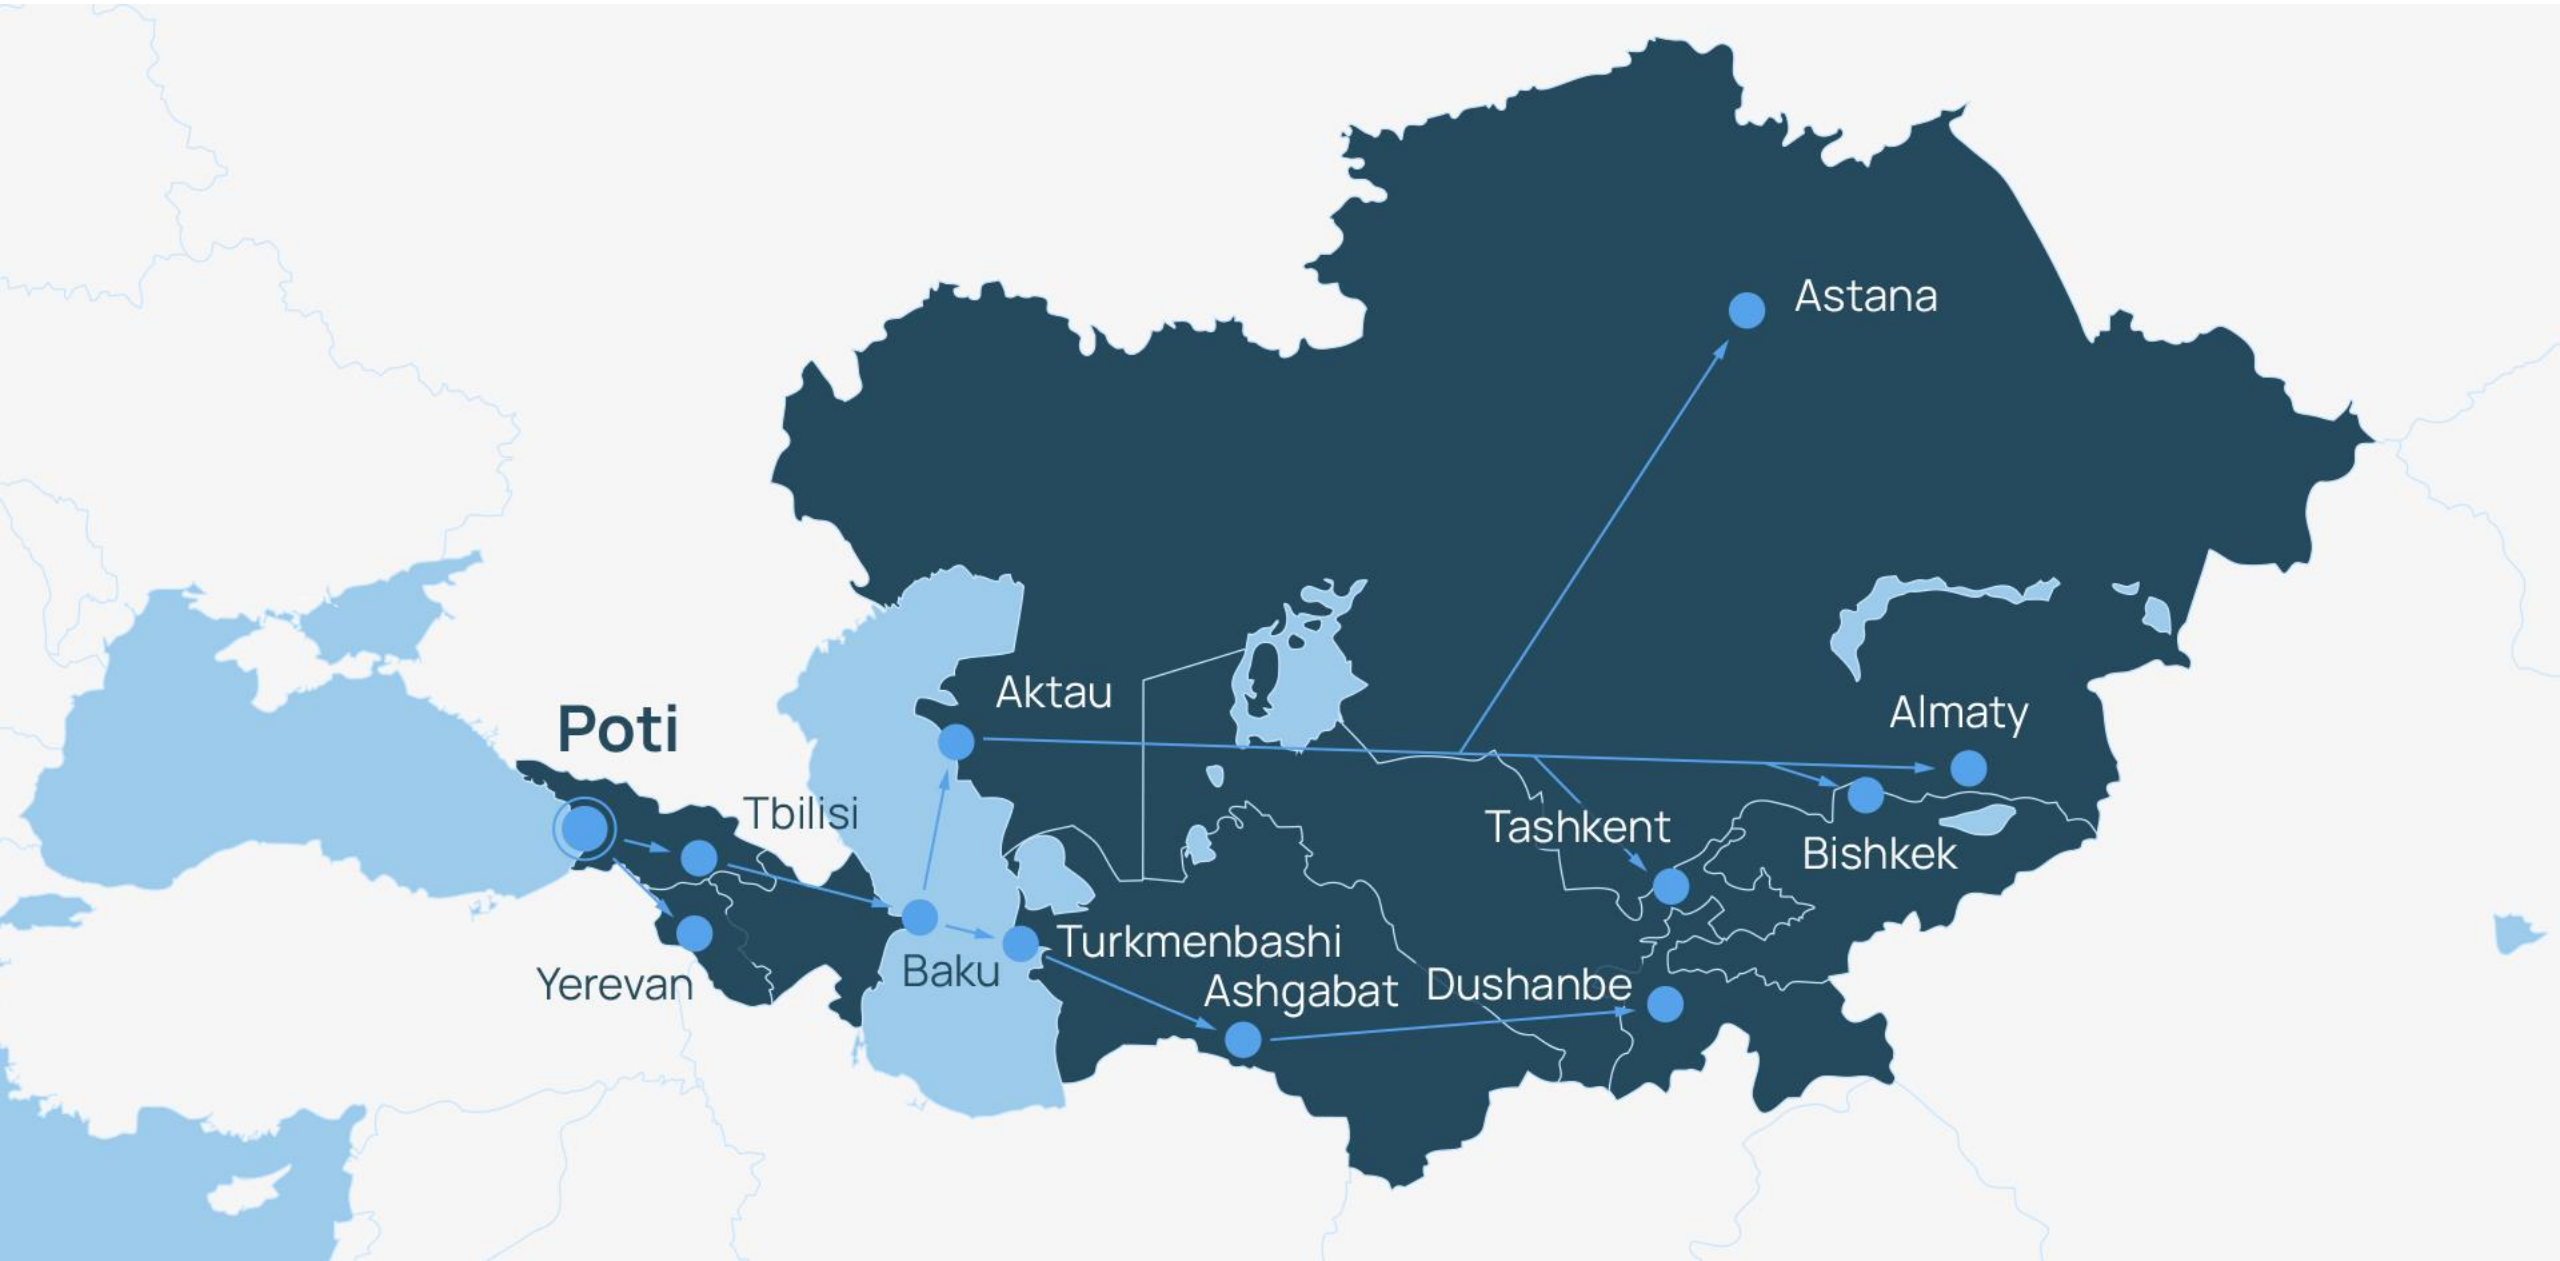 Astana
Aktau
Almaty
Poti
Tbilisi
Tashkent
Bishkek
Turkmenbashi
Baku
Yerevan
Ashgabat
Dushanbe